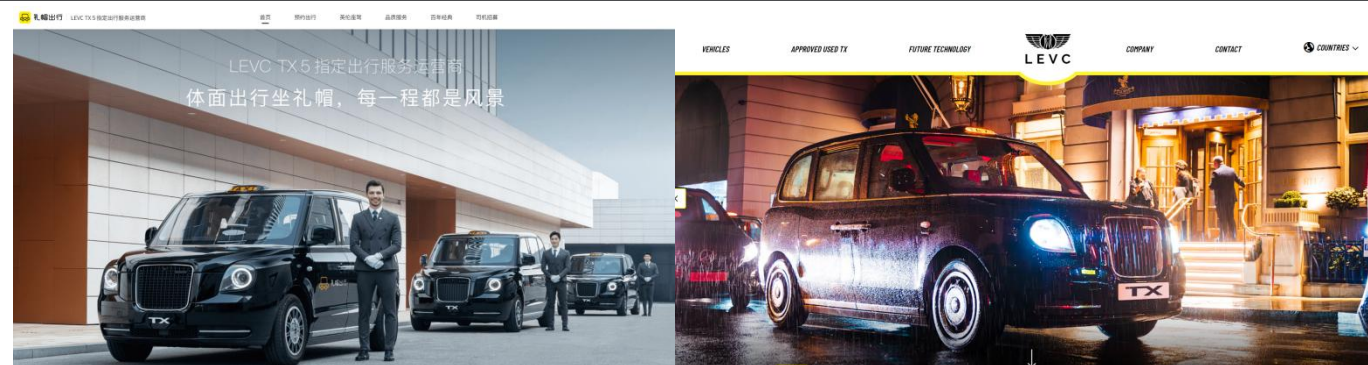 礼帽出行 LEVC TX 5 指定出行服务运营商
首页 预约出行 英伦座驾 品质服务 百年经典 司机招募
LEVC TX 5 指定出行服务运营商
体面出行坐礼帽，每一程都是风景
TX
TX
VEHICLES APPROVED USED TX FUTURE TECHNOLOGY LEVC COMPANY CONTACT COUNTRIES
TX